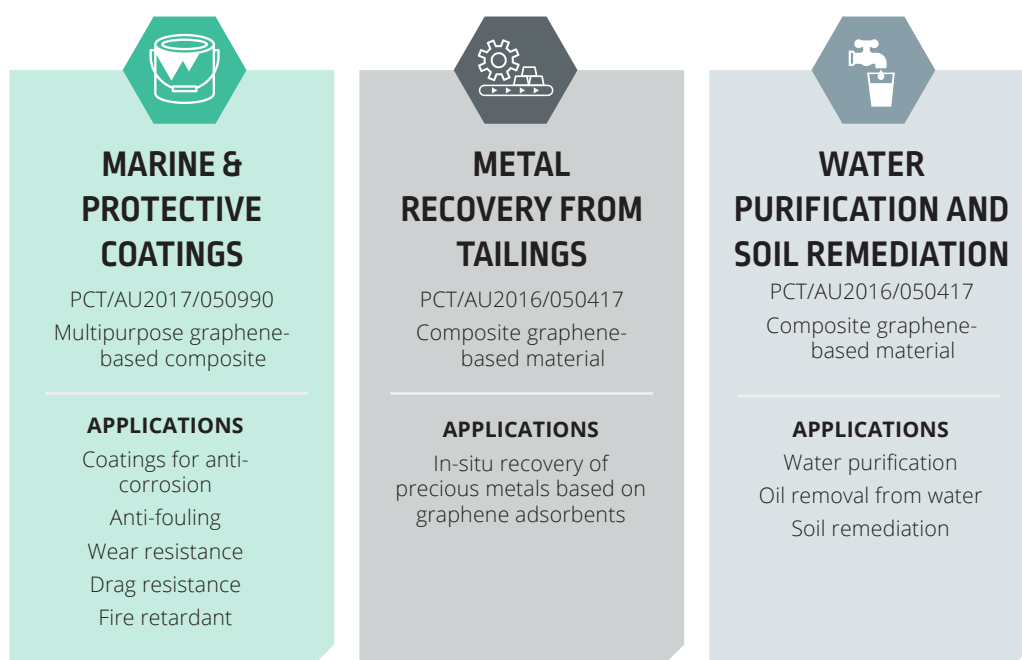 MARINE &
PROTECTIVE
COATINGS
PCT/AU2017/050990
Multipurpose graphene-
based composite
APPLICATIONS
Coatings for anti-
corrosion
Anti-fouling
Wear resistance
Drag resistance
Fire retardant
METAL
RECOVERY FROM
TAILINGS
PCT/AU2016/050417
Composite graphene-
based material
APPLICATIONS
In-situ recovery of
precious metals based on
graphene adsorbents
WATER
PURIFICATION AND
SOIL REMEDIATION
PCT/AU2016/050417
Composite graphene-
based material
APPLICATIONS
Water purification
Oil removal from water
Soil remediation